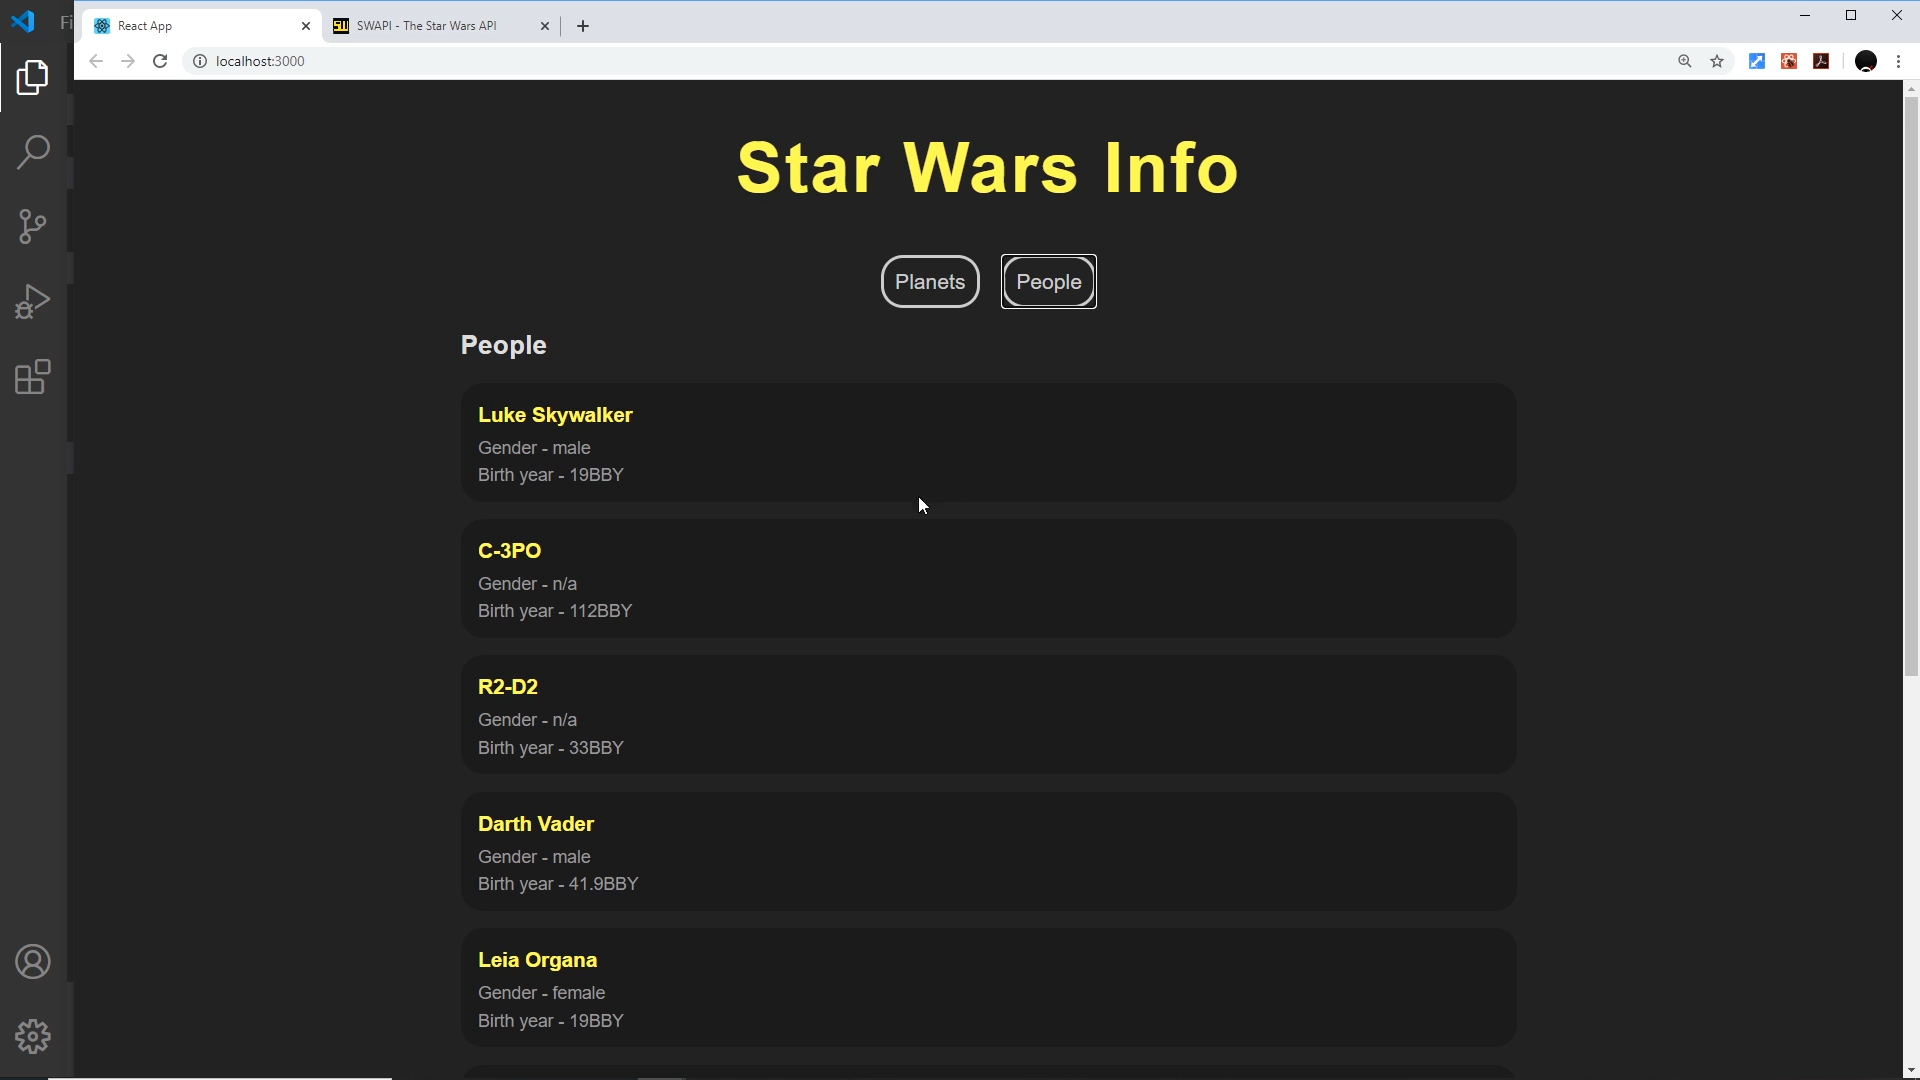 Fi
React App
SWAPI - The Star Wars API
localhost:3000
Star Wars Info
Planets
People
People
Luke Skywalker
Gender - male
Birth year - 19BBY
C-3PO
Gender - n/a
Birth year - 112BBY
R2-D2
Gender - n/a
Birth year - 33BBY
Darth Vader
Gender - male
Birth year - 41.9BBY
Leia Organa
Gender - female
Birth year - 19BBY